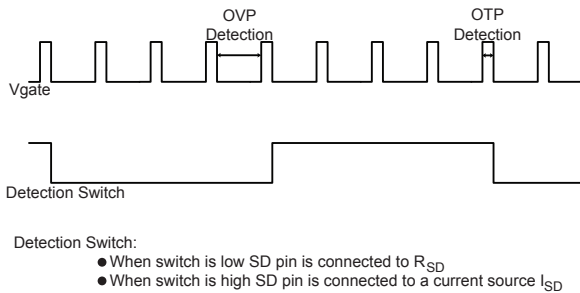 OVP
Detection
OTP
Detection
Vgate
Detection Switch
Detection Switch:
● When switch is low SD pin is connected to RSD
● When switch is high SD pin is connected to a current source ISD